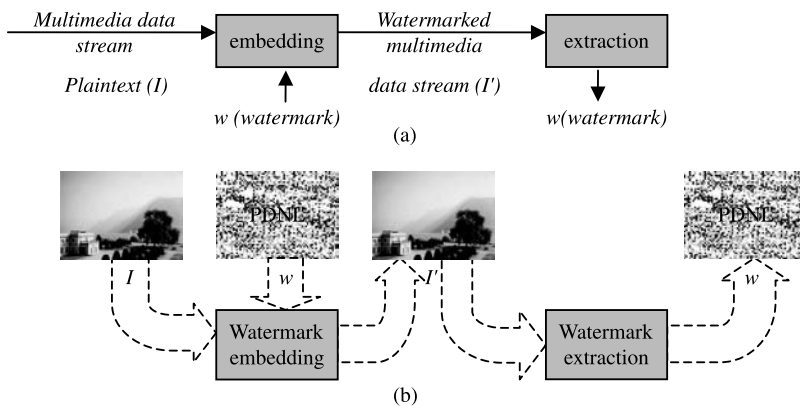 Multimedia data
stream
Plaintext (I)
embedding
w (watermark)
Watermarked
multimedia
data stream (I')
extraction
w(watermark)
(a)
PDNL
PDNL
I
w
I'
w
Watermark
embedding
Watermark
extraction
(b)